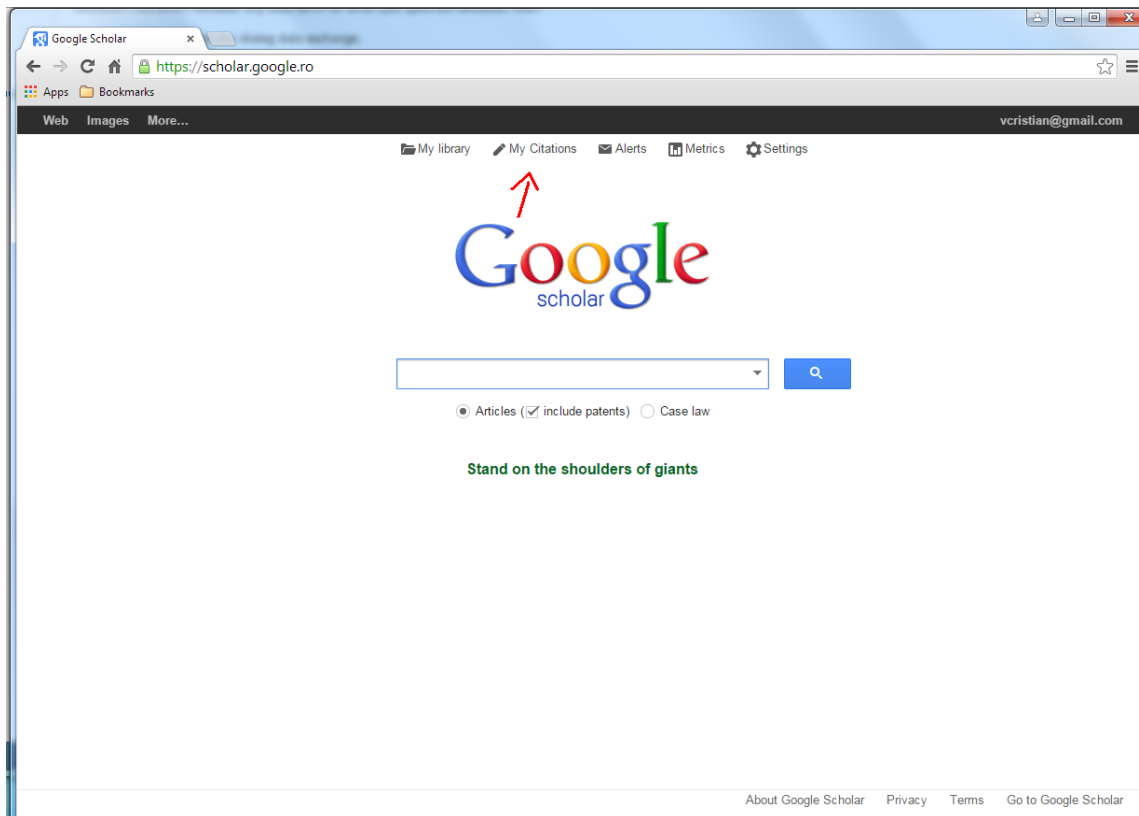 Google Scholar
https://scholar.google.ro
Apps Bookmarks
Web Images More... vcristian@gmail.com
My library My Citations Alerts Metrics Settings
Google
scholar
Articles ( include patents) Case law
Stand on the shoulders of giants
About Google Scholar Privacy Terms Go to Google Scholar